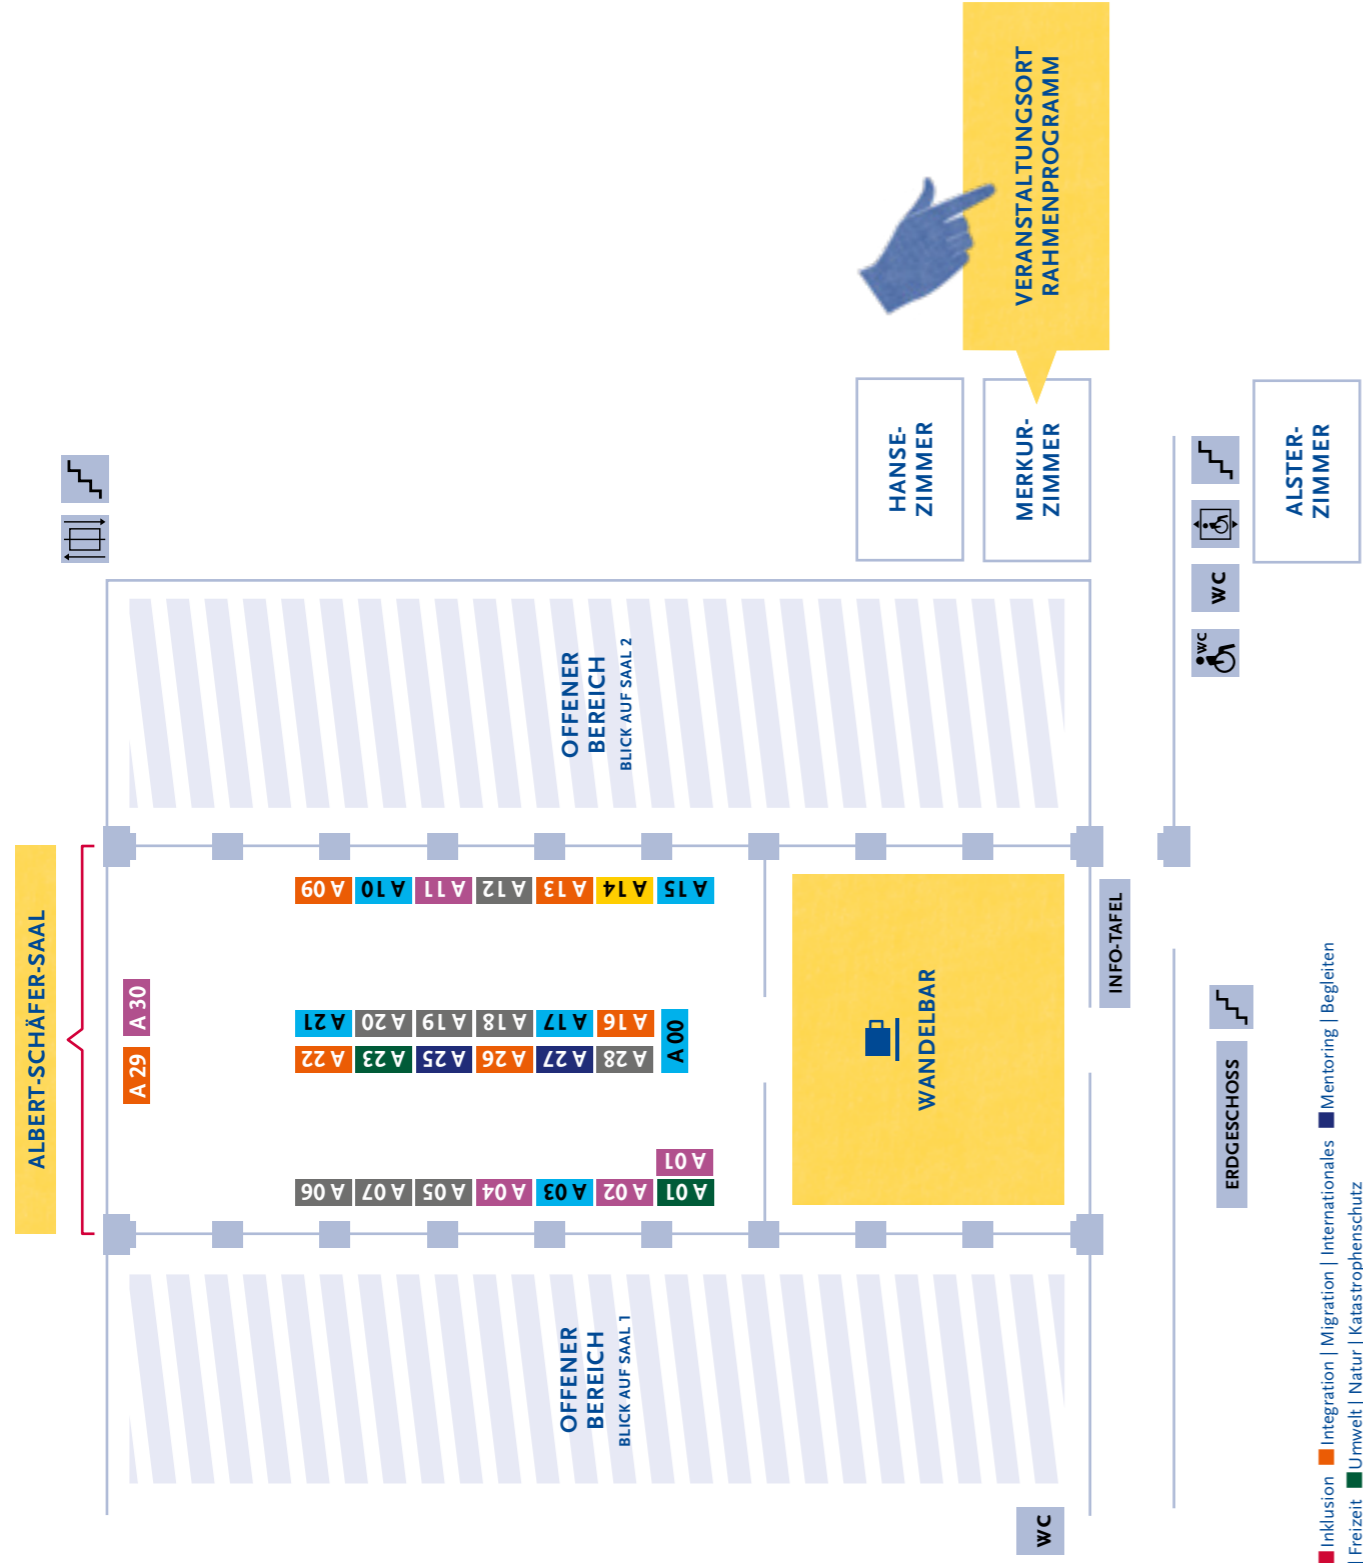 ALBERT-SCHÄFER-SAAL
A 29
A 30
OFFENER
BEREICH
BLICK AUF SAAL 1
A 06
A 07
A 05
A 04
A 03
A 02
A 01
A 01
A 22
A 23
A 25
A 26
A 27
A 28
A 21
A 20
A 19
A 18
A 17
A 16
A 00
A 09
A 10
A 11
A 12
A 13
A 14
A 15
OFFENER
BEREICH
BLICK AUF SAAL 2
WANDELBAR
HANSE-
ZIMMER
MERKUR-
ZIMMER
VERANSTALTUNGSORT
RAHMENPROGRAMM
WC
INFO-TAFEL
ERDGESCHOSS
WC
WC
ALSTER-
ZIMMER
Inklusion Integration | Migration | Internationales Mentoring | Begleiten
| Freizeit Umwelt | Natur | Katastrophenschutz